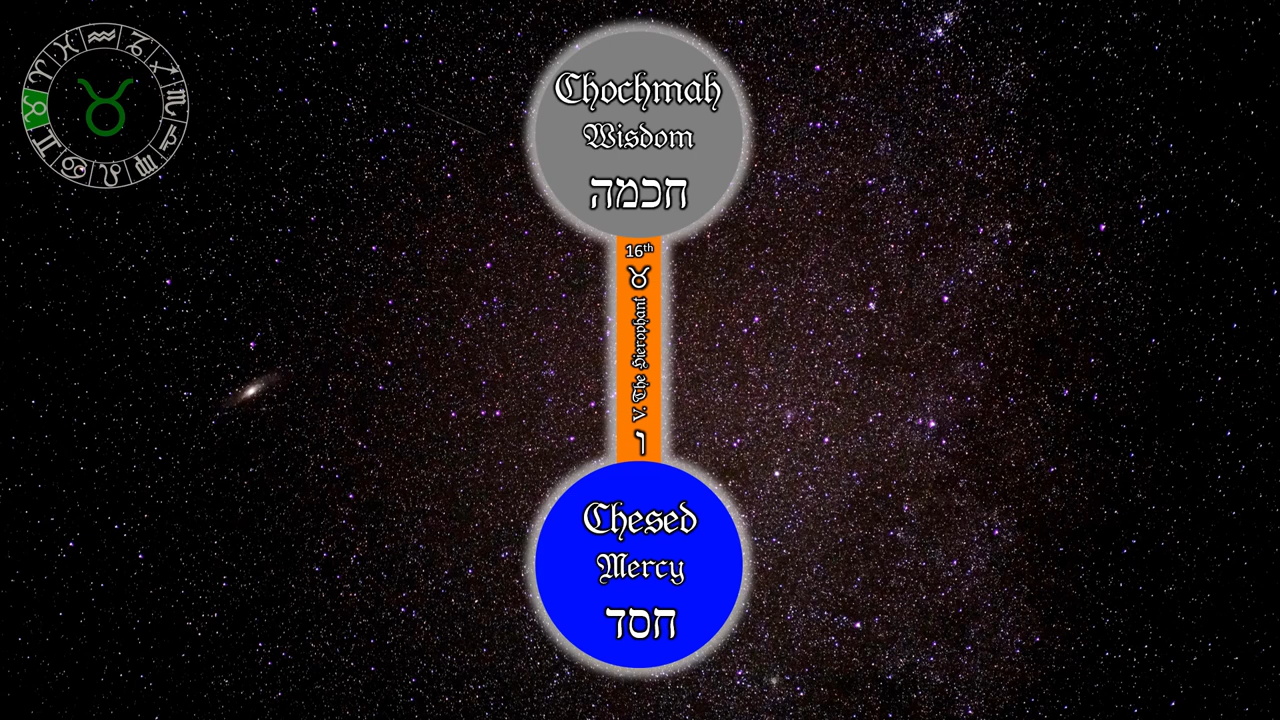 Chochmah
Wisdom
חכמה
16th
♉
V. The Hierophant
ו
Chesed
Mercy
חסד